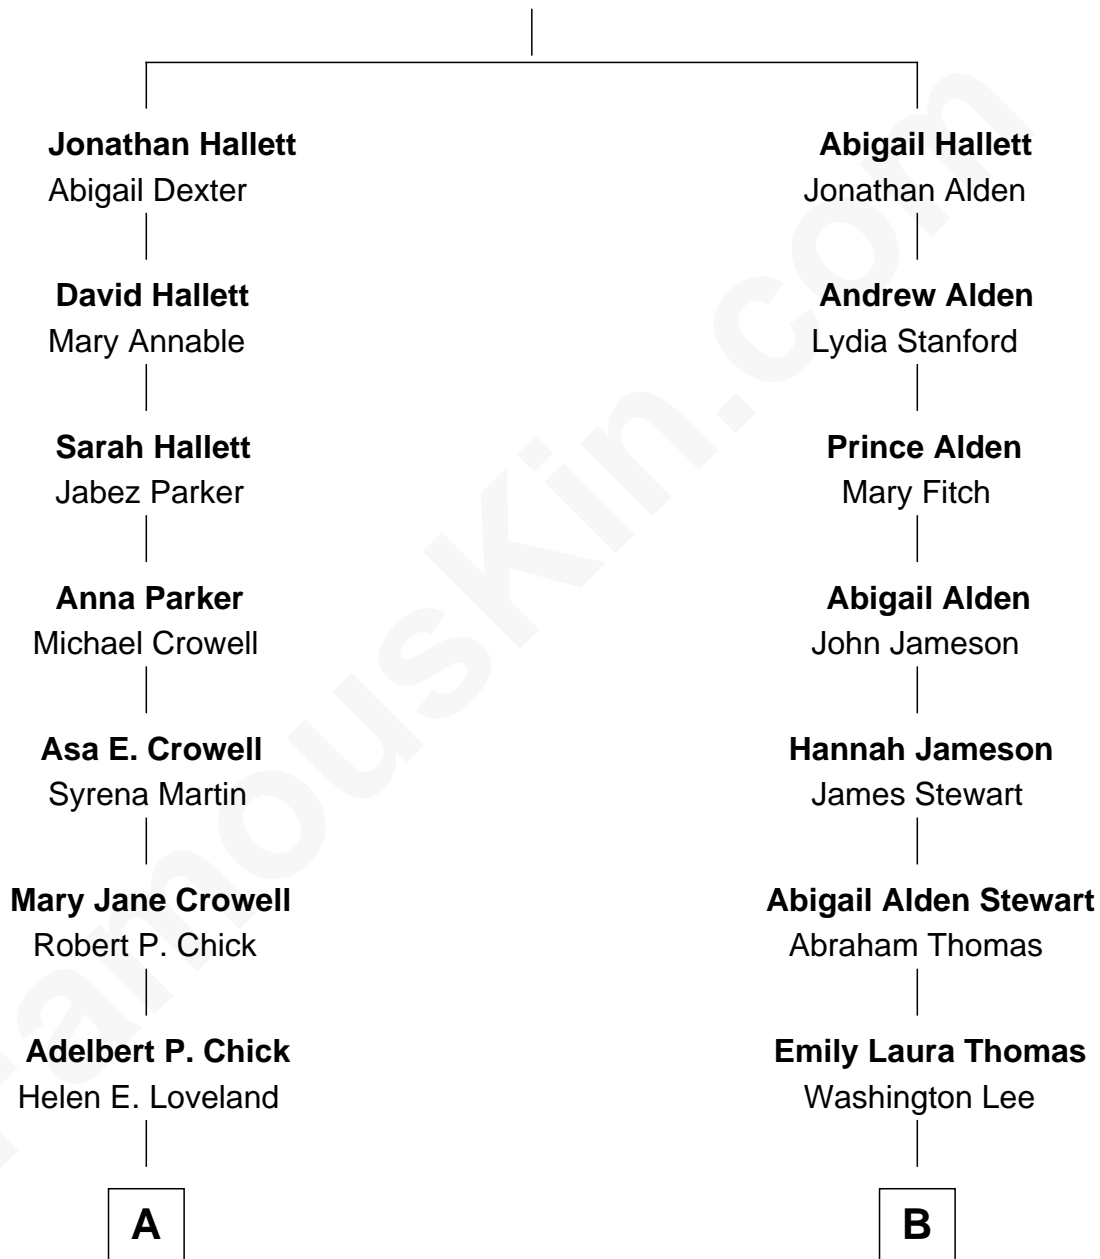 Jonathan Hallett
Abigail Dexter
David Hallett
Mary Annable
Sarah Hallett
Jabez Parker
Anna Parker
Michael Crowell
Asa E. Crowell
Syrena Martin
Mary Jane Crowell
Robert P. Chick
Adelbert P. Chick
Helen E. Loveland
A
Abigail Hallett
Jonathan Alden
Andrew Alden
Lydia Stanford
Prince Alden
Mary Fitch
Abigail Alden
John Jameson
Hannah Jameson
James Stewart
Abigail Alden Stewart
Abraham Thomas
Emily Laura Thomas
Washington Lee
B
FamousKin.com